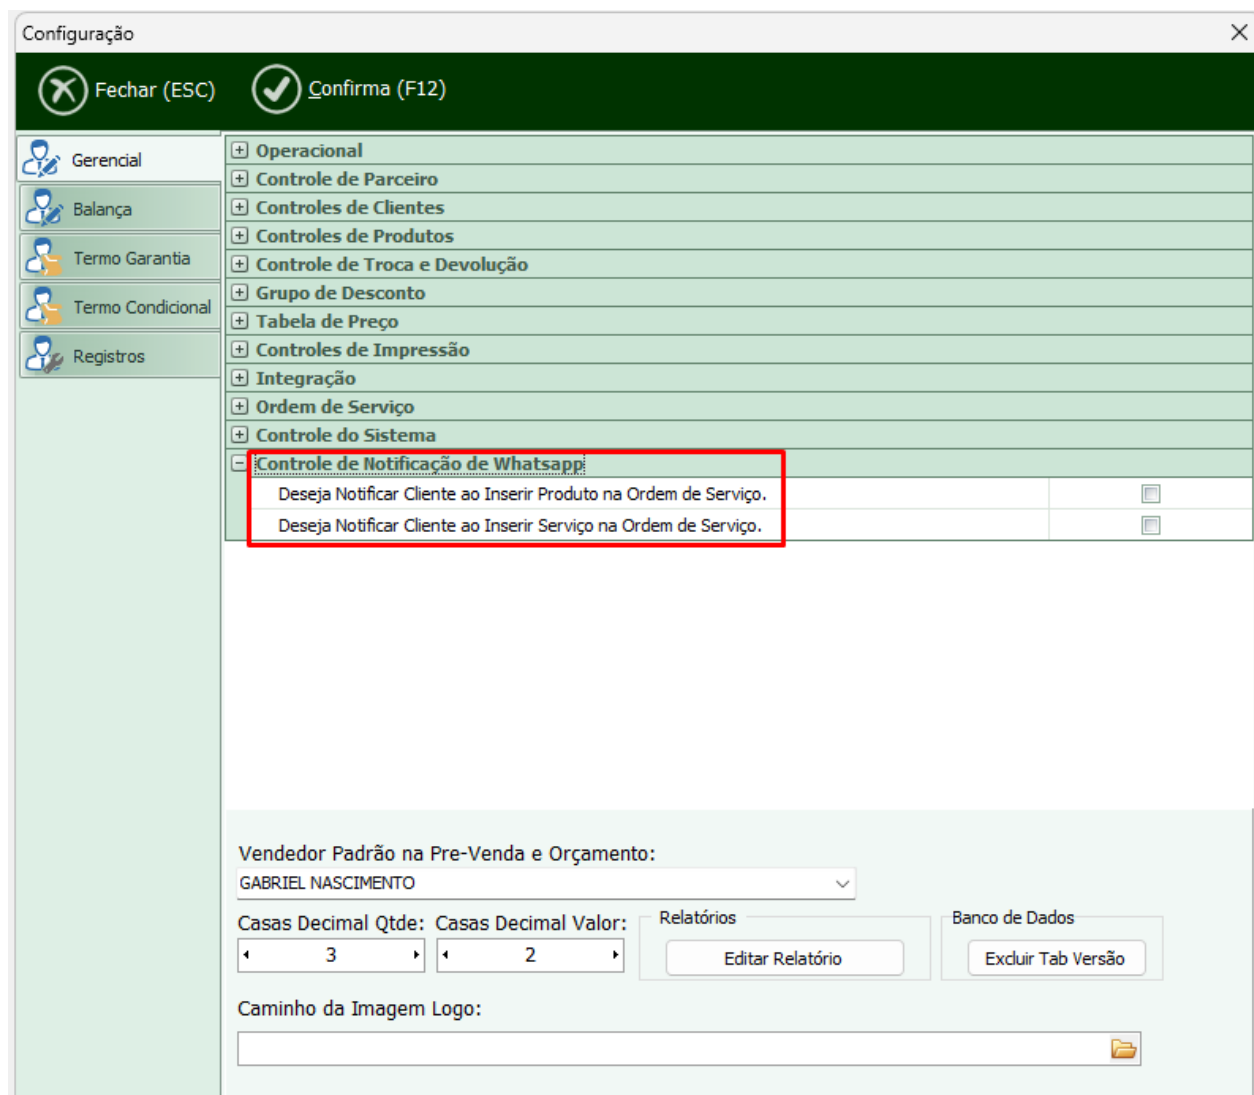 Configuração
Fechar (ESC)
Confirma (F12)
Gerencial
Balança
Termo Garantia
Termo Condicional
Registros
Operacional
Controle de Parceiro
Controles de Clientes
Controles de Produtos
Controle de Troca e Devolução
Grupo de Desconto
Tabela de Preço
Controles de Impressão
Integração
Ordem de Serviço
Controle do Sistema
Controle de Notificação de Whatsapp
Deseja Notificar Cliente ao Inserir Produto na Ordem de Serviço.
Deseja Notificar Cliente ao Inserir Serviço na Ordem de Serviço.
Vendedor Padrão na Pre-Venda e Orçamento:
GABRIEL NASCIMENTO
Casas Decimal Qtde: Casas Decimal Valor:
3 2
Relatórios
Editar Relatório
Banco de Dados
Excluir Tab Versão
Caminho da Imagem Logo: